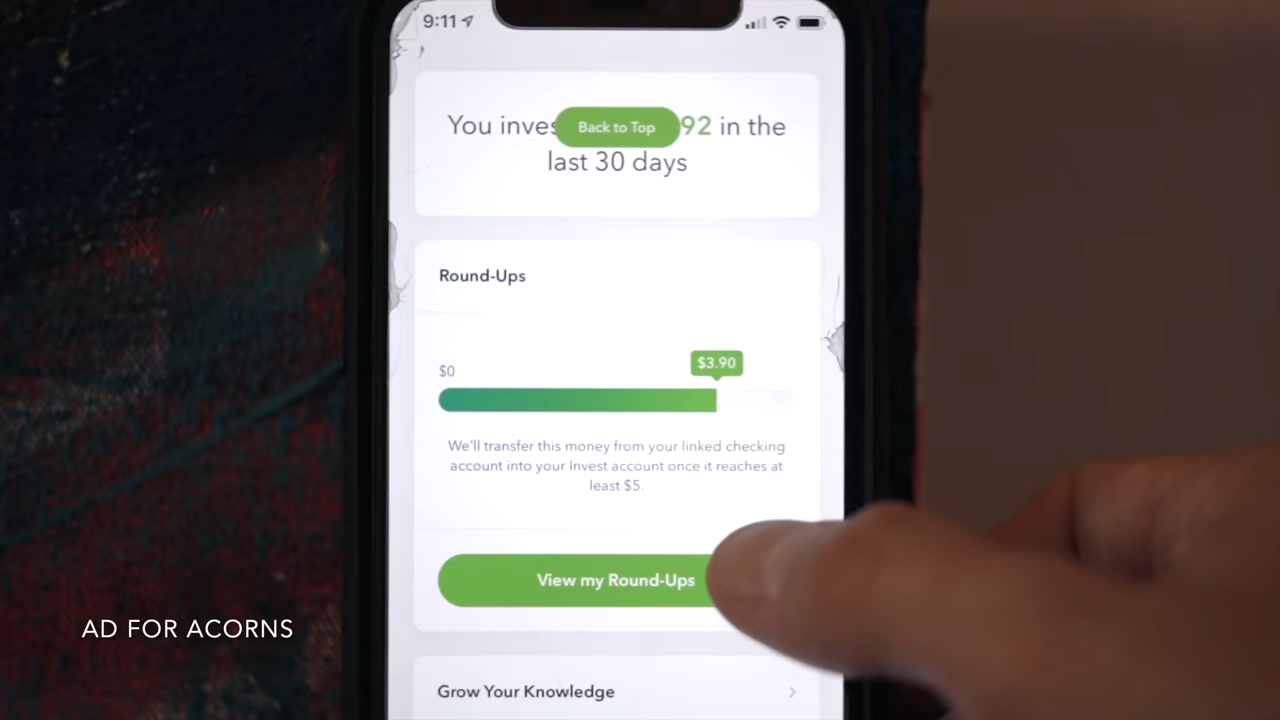 9:11
You inves Back to Top 92 in the
last 30 days
Round-Ups
$3.90
$0
We'll transfer this money from your linked checking
account into your Invest account once it reaches at
least $5.
View my Round-Ups
AD FOR ACORNS
Grow Your Knowledge